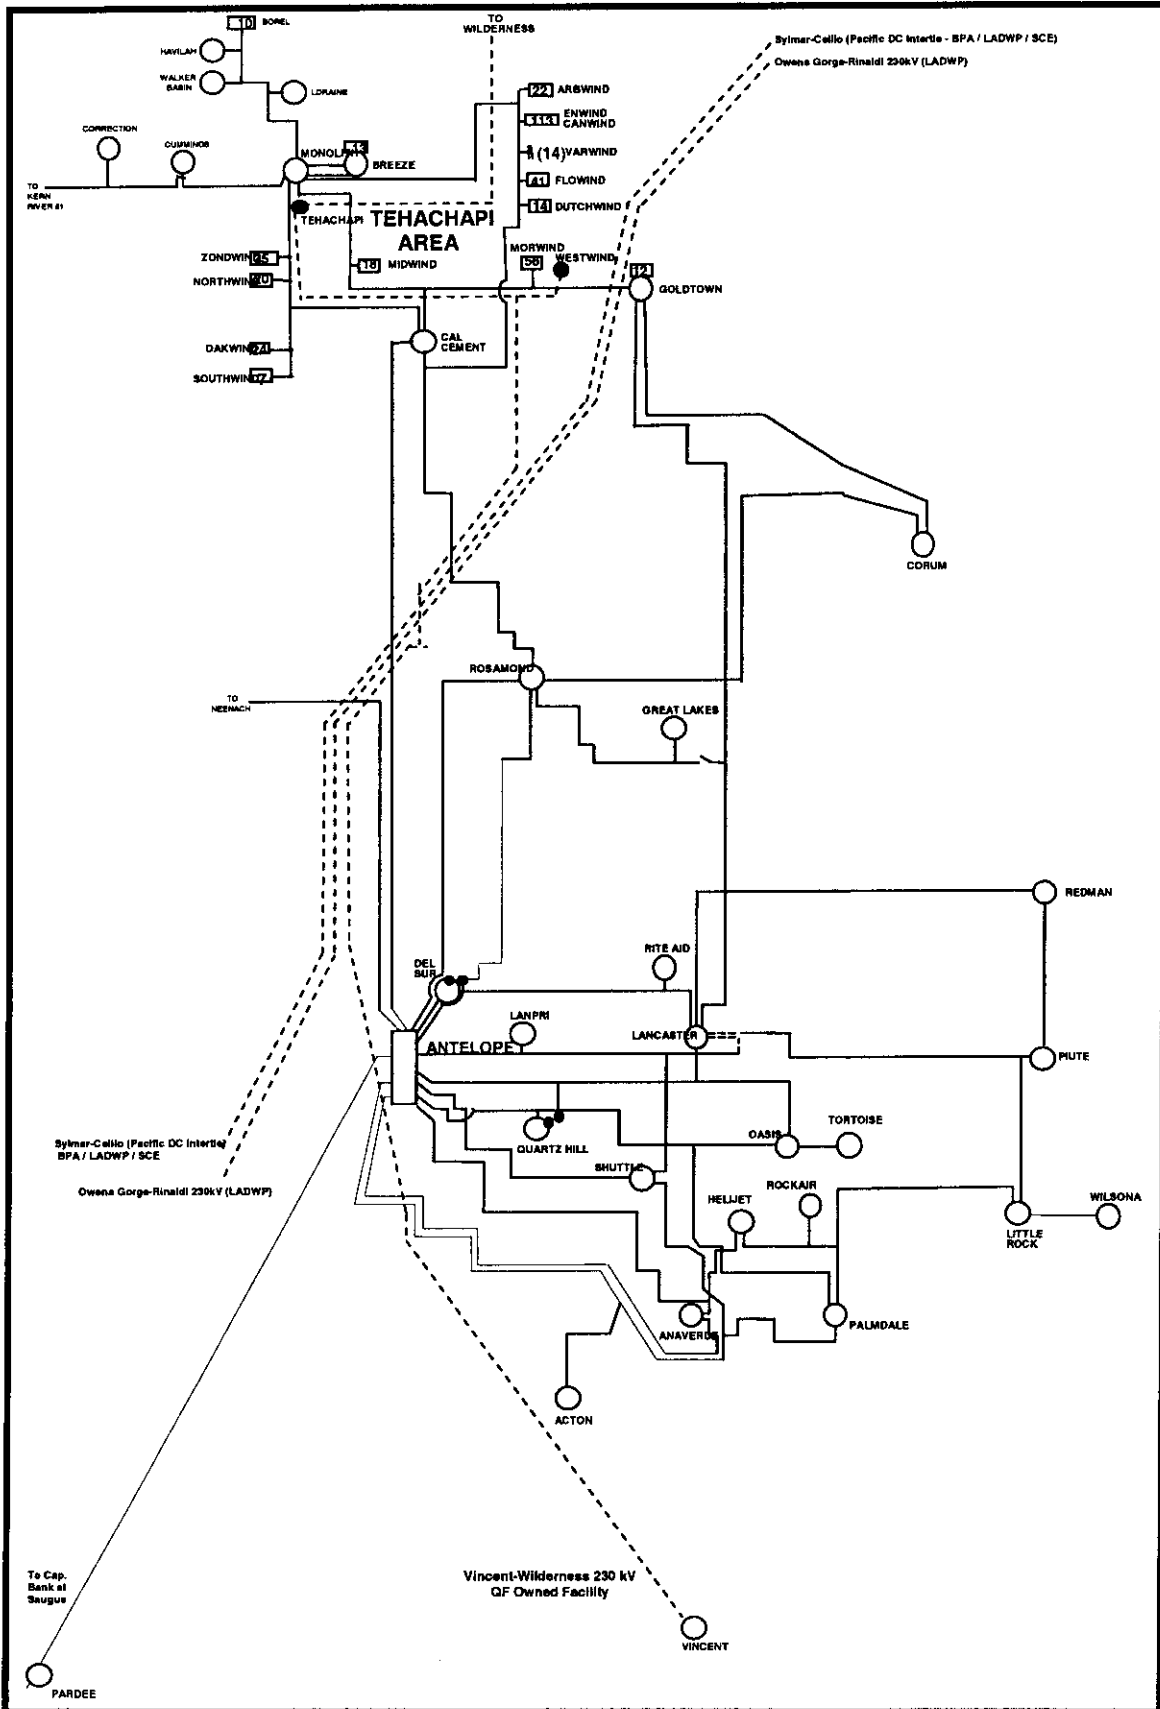 TO
WILDERNESS
10 BOREL
HAVILAH
WALKER
BASIN
LORAINE
Sylmar-Celilo (Pacific DC Intertie - BPA / LADWP / SCE)
Owens Gorge-Rinaldi 230kV (LADWP)
22 ARBWIND
113 ENWIND
CANWIND
(14) VARWIND
41 FLOWIND
14 DUTCHWIND
CORRECTION
CUMMINGS
MONOLITH
13
BREEZE
TO
KERN
RIVER #1
TEHACHAPI
TEHACHAPI
AREA
MORWIND
56
WESTWIND
ZONDWIND
NORTHWIND
18 MIDWIND
12
GOLDTOWN
CAL
CEMENT
OAKWIND
SOUTHWIND 7
CORUM
ROSAMOND
TO
NEENACH
GREAT LAKES
REDMAN
RITE AID
DEL
SUR
LANPRI
LANCASTER
ANTELOPE
PIUTE
TORTOISE
OASIS
QUARTZ HILL
SHUTTLE
Sylmar-Celilo (Pacific DC Intertie)
BPA / LADWP / SCE
Owens Gorge-Rinaldi 230kV (LADWP)
HELIJET
ROCKAIR
WILSONA
LITTLE
ROCK
ANAVERDE
PALMDALE
ACTON
To Cap.
Bank at
Saugus
Vincent-Wilderness 230 kV
QF Owned Facility
VINCENT
PARDEE